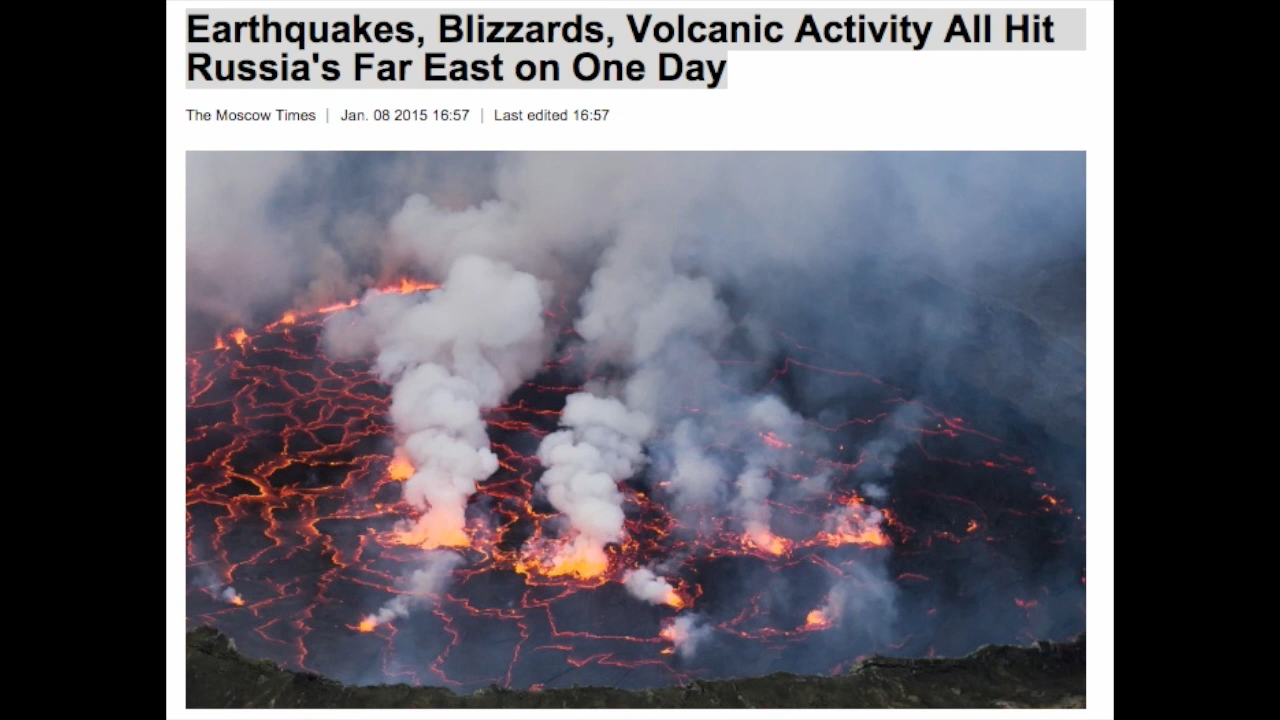 Earthquakes, Blizzards, Volcanic Activity All Hit
Russia's Far East on One Day
The Moscow Times | Jan. 08 2015 16:57 | Last edited 16:57